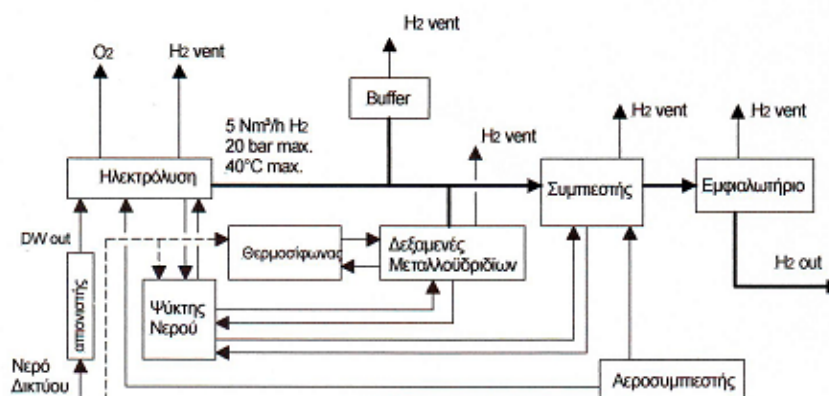 H2 vent
O2
H2 vent
Buffer
5 Nm³/h H2
20 bar max.
40°C max.
H2 vent
H2 vent
H2 vent
Ηλεκτρόλυση
Συμπιεστής
Εμφιαλωτήριο
DW out
Θερμοσίφωνας
Δεξαμενές
Μεταλλοϋδριδίων
H2 out
απιονιστής
Ψύκτης
Νερού
Νερό
Δικτύου
Αεροσυμπιεστής